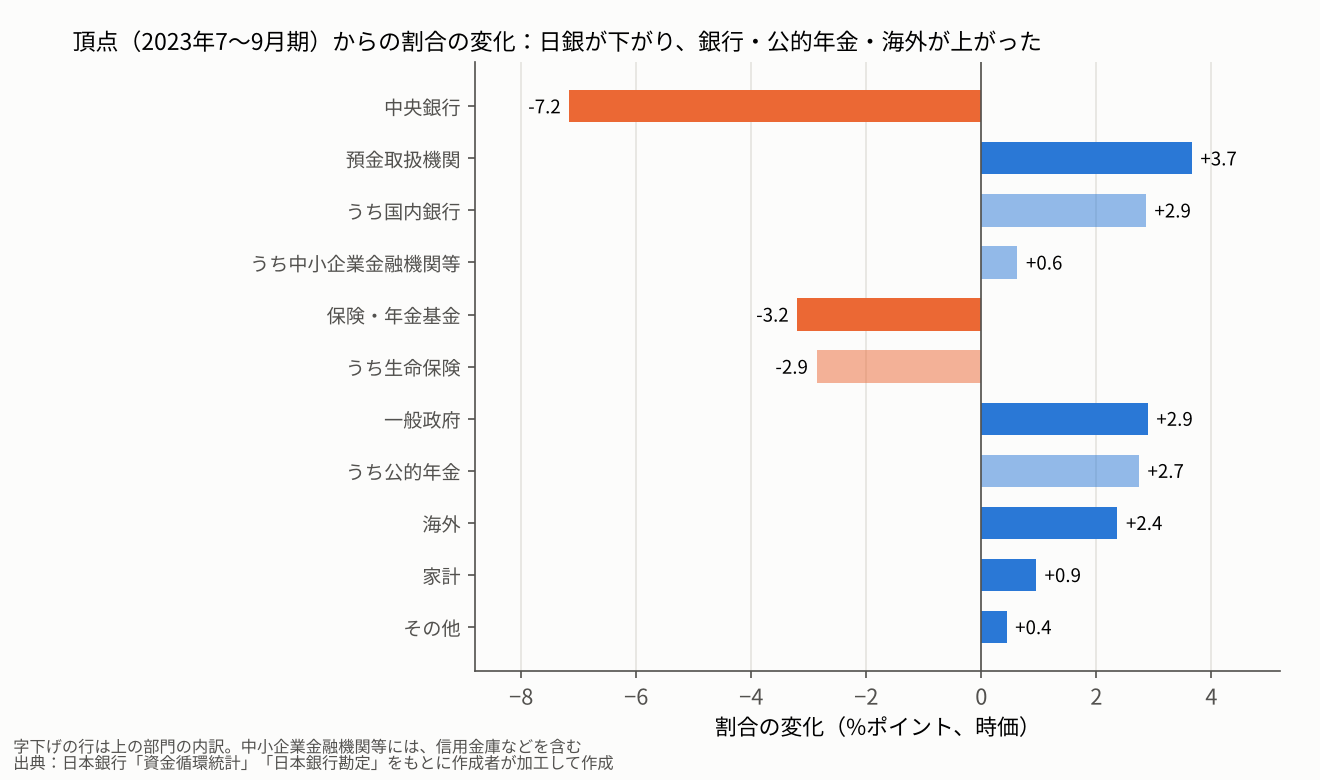 頂点（2023年7～9月期）からの割合の変化：日銀が下がり、銀行・公的年金・海外が上がった
中央銀行
-7.2
預金取扱機関
+3.7
うち国内銀行
+2.9
うち中小企業金融機関等
+0.6
保険・年金基金
-3.2
うち生命保険
-2.9
一般政府
+2.9
うち公的年金
+2.7
海外
+2.4
家計
+0.9
その他
+0.4
−8 −6 −4 −2 0 2 4
割合の変化（%ポイント、時価）
字下げの行は上の部門の内訳。中小企業金融機関等には、信用金庫などを含む
出典：日本銀行「資金循環統計」「日本銀行勘定」をもとに作成者が加工して作成